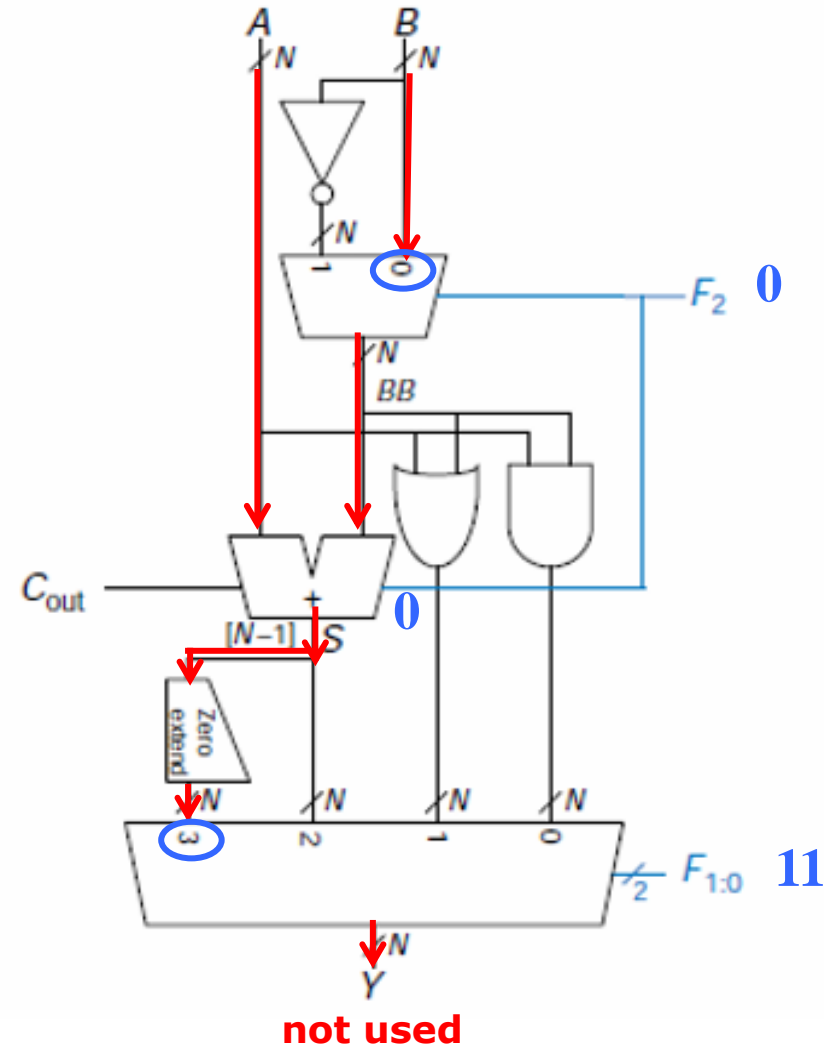 A B
N N
N
1 0
F2 0
N
BB
Cout
+
0
[N−1] S
Zero
extend
N N N N
3 2 1 0
2 F1:0 11
N
Y
not used